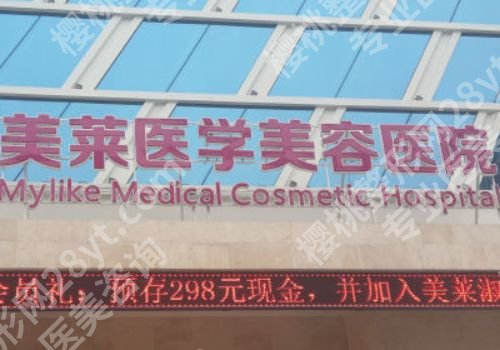 美莱医学美容医院
Mylike Medical Cosmetic Hospital
会员礼：预存298元现金，并加入美莱淑